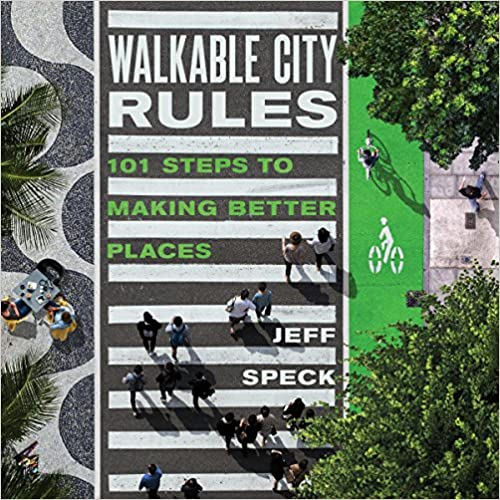 WALKABLE CITY
RULES
101 STEPS TO
MAKING BETTER
PLACES
JEFF
SPECK